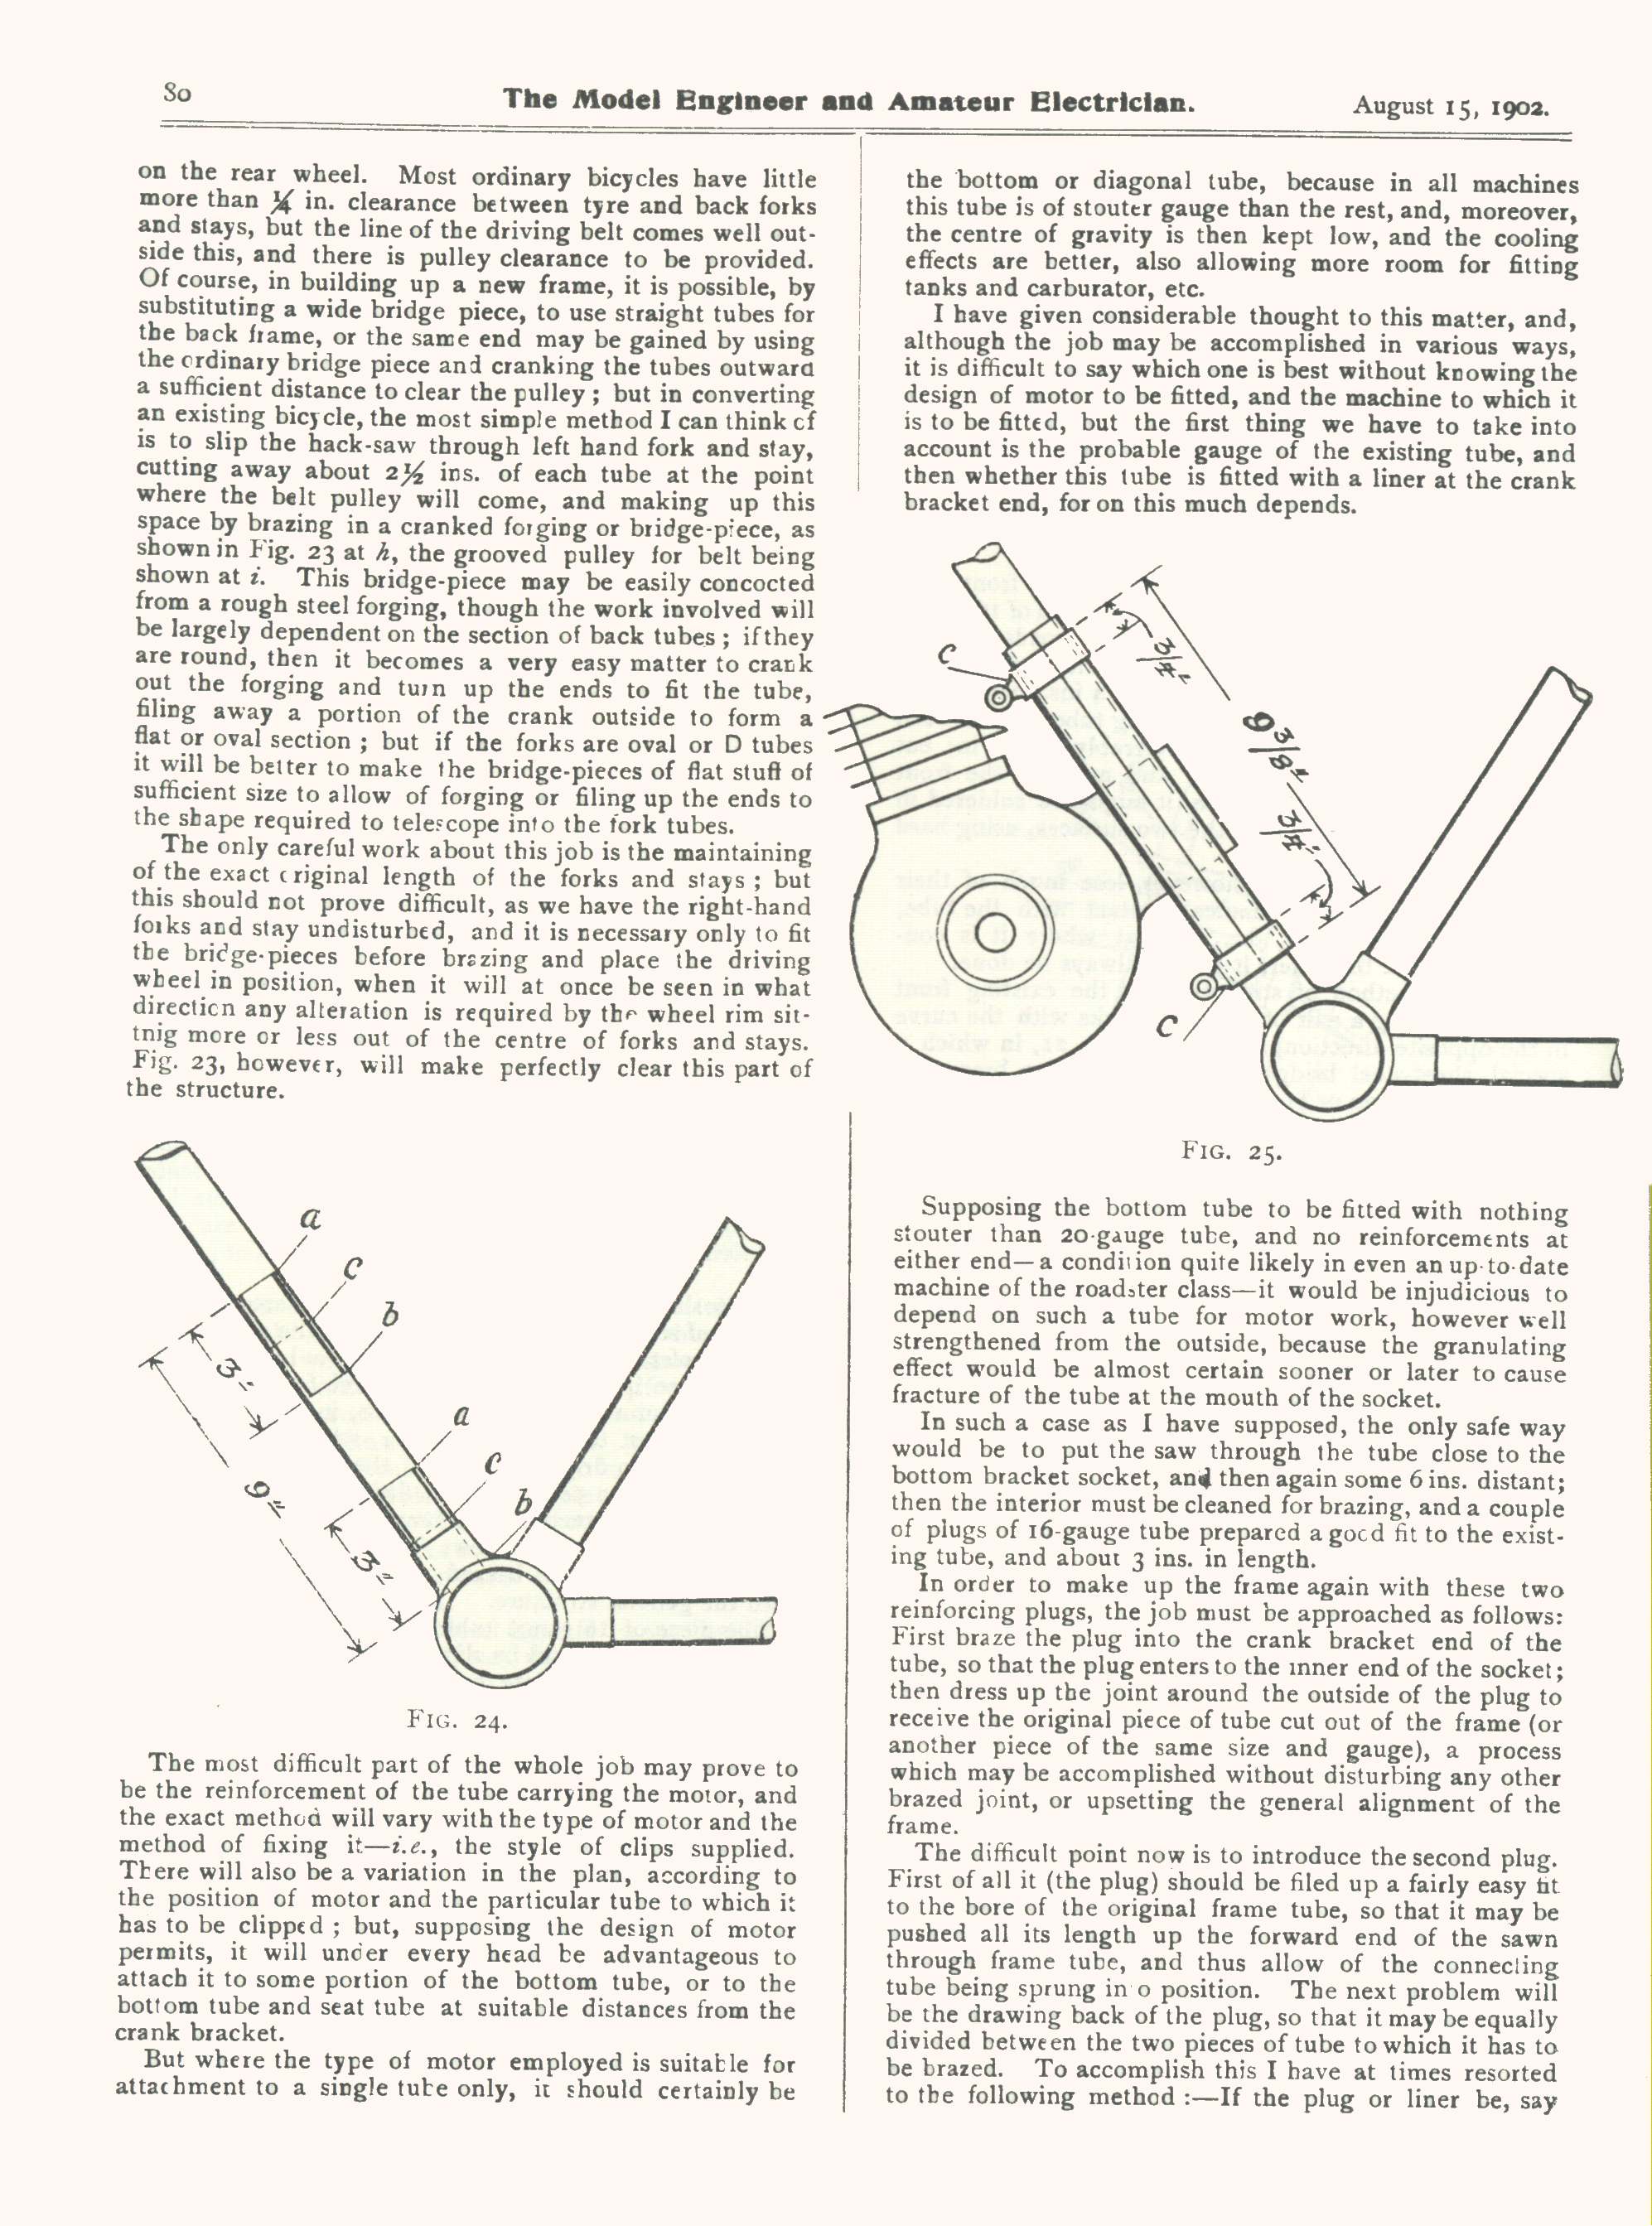 80
The Model Engineer and Amateur Electrician.
August 15, 1902.
on the rear wheel. Most ordinary bicycles have little
more than ¼ in. clearance between tyre and back forks
and stays, but the line of the driving belt comes well out-
side this, and there is pulley clearance to be provided.
Of course, in building up a new frame, it is possible, by
substituting a wide bridge piece, to use straight tubes for
the back frame, or the same end may be gained by using
the ordinary bridge piece and cranking the tubes outward
a sufficient distance to clear the pulley; but in converting
an existing bicycle, the most simple method I can think of
is to slip the hack-saw through left hand fork and stay,
cutting away about 2½ ins. of each tube at the point
where the belt pulley will come, and making up this
space by brazing in a cranked forging or bridge-piece, as
shown in Fig. 23 at h, the grooved pulley for belt being
shown at i. This bridge-piece may be easily concocted
from a rough steel forging, though the work involved will
be largely dependent on the section of back tubes; if they
are round, then it becomes a very easy matter to crank
out the forging and turn up the ends to fit the tube,
filing away a portion of the crank outside to form a
flat or oval section; but if the forks are oval or D tubes
it will be better to make the bridge-pieces of flat stuff of
sufficient size to allow of forging or filing up the ends to
the shape required to telescope into the fork tubes.
The only careful work about this job is the maintaining
of the exact original length of the forks and stays; but
this should not prove difficult, as we have the right-hand
forks and stay undisturbed, and it is necessary only to fit
the bridge-pieces before brazing and place the driving
wheel in position, when it will at once be seen in what
direction any alteration is required by the wheel rim sit-
tnig more or less out of the centre of forks and stays.
Fig. 23, however, will make perfectly clear this part of
the structure.
a
c
b
3"
a
c
b
9"
3"
FIG. 24.
The most difficult part of the whole job may prove to
be the reinforcement of the tube carrying the motor, and
the exact method will vary with the type of motor and the
method of fixing it—i.e., the style of clips supplied.
There will also be a variation in the plan, according to
the position of motor and the particular tube to which it
has to be clipped; but, supposing the design of motor
permits, it will under every head be advantageous to
attach it to some portion of the bottom tube, or to the
bottom tube and seat tube at suitable distances from the
crank bracket.
But where the type of motor employed is suitable for
attachment to a single tube only, it should certainly be
the bottom or diagonal tube, because in all machines
this tube is of stouter gauge than the rest, and, moreover,
the centre of gravity is then kept low, and the cooling
effects are better, also allowing more room for fitting
tanks and carburator, etc.
I have given considerable thought to this matter, and,
although the job may be accomplished in various ways,
it is difficult to say which one is best without knowing the
design of motor to be fitted, and the machine to which it
is to be fitted, but the first thing we have to take into
account is the probable gauge of the existing tube, and
then whether this tube is fitted with a liner at the crank
bracket end, for on this much depends.
C
3/4"
9 3/8"
3/4"
C
FIG. 25.
Supposing the bottom tube to be fitted with nothing
stouter than 20-gauge tube, and no reinforcements at
either end—a condition quite likely in even an up-to-date
machine of the roadster class—it would be injudicious to
depend on such a tube for motor work, however well
strengthened from the outside, because the granulating
effect would be almost certain sooner or later to cause
fracture of the tube at the mouth of the socket.
In such a case as I have supposed, the only safe way
would be to put the saw through the tube close to the
bottom bracket socket, and then again some 6 ins. distant;
then the interior must be cleaned for brazing, and a couple
of plugs of 16-gauge tube prepared a good fit to the exist-
ing tube, and about 3 ins. in length.
In order to make up the frame again with these two
reinforcing plugs, the job must be approached as follows:
First braze the plug into the crank bracket end of the
tube, so that the plug enters to the inner end of the socket;
then dress up the joint around the outside of the plug to
receive the original piece of tube cut out of the frame (or
another piece of the same size and gauge), a process
which may be accomplished without disturbing any other
brazed joint, or upsetting the general alignment of the
frame.
The difficult point now is to introduce the second plug.
First of all it (the plug) should be filed up a fairly easy fit
to the bore of the original frame tube, so that it may be
pushed all its length up the forward end of the sawn
through frame tube, and thus allow of the connecting
tube being sprung in o position. The next problem will
be the drawing back of the plug, so that it may be equally
divided between the two pieces of tube to which it has to
be brazed. To accomplish this I have at times resorted
to the following method:—If the plug or liner be, say